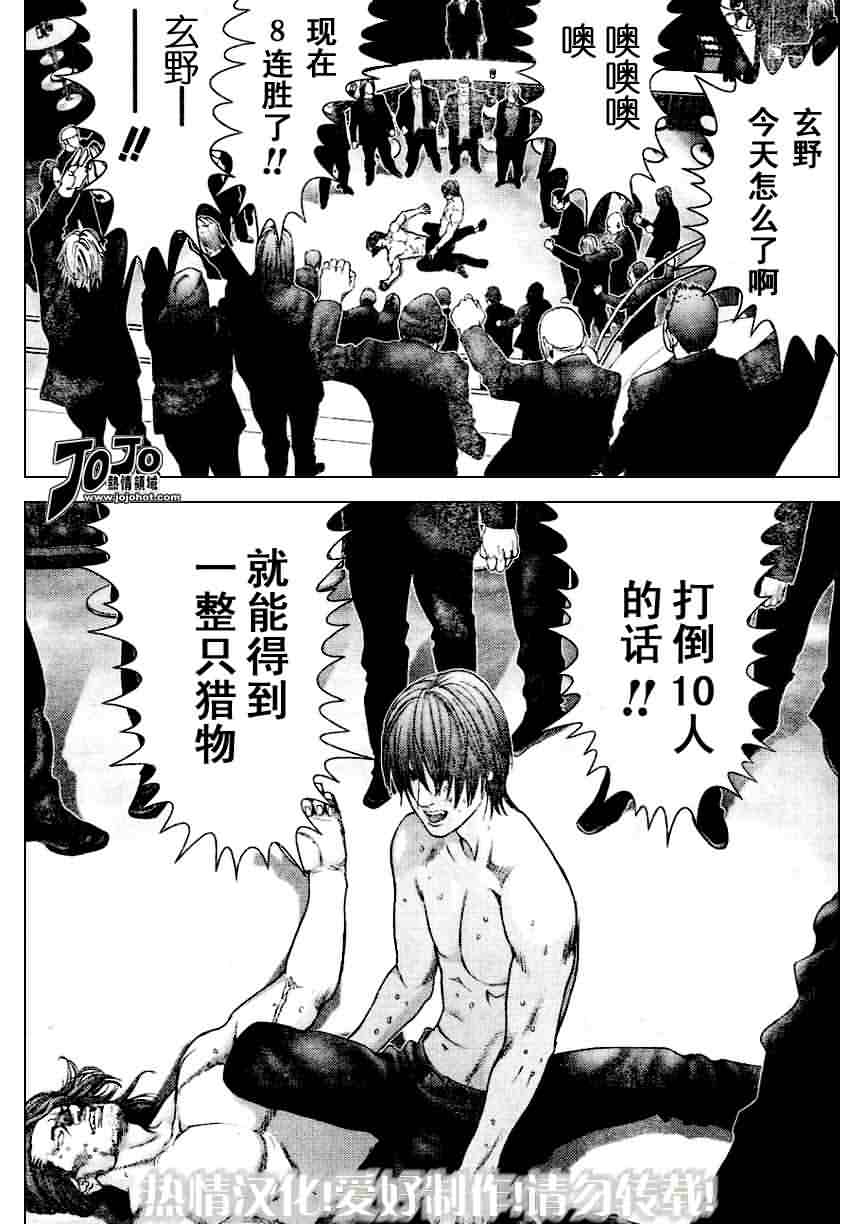 玄野
今天怎么了啊
噢噢噢
噢
现在
8连胜了!!
玄野——!!
JOJO
熱情領域
www.jojohot.com
打倒10人
的话!!
就能得到
一整只猎物
热情汉化!爱好制作!请勿转载!